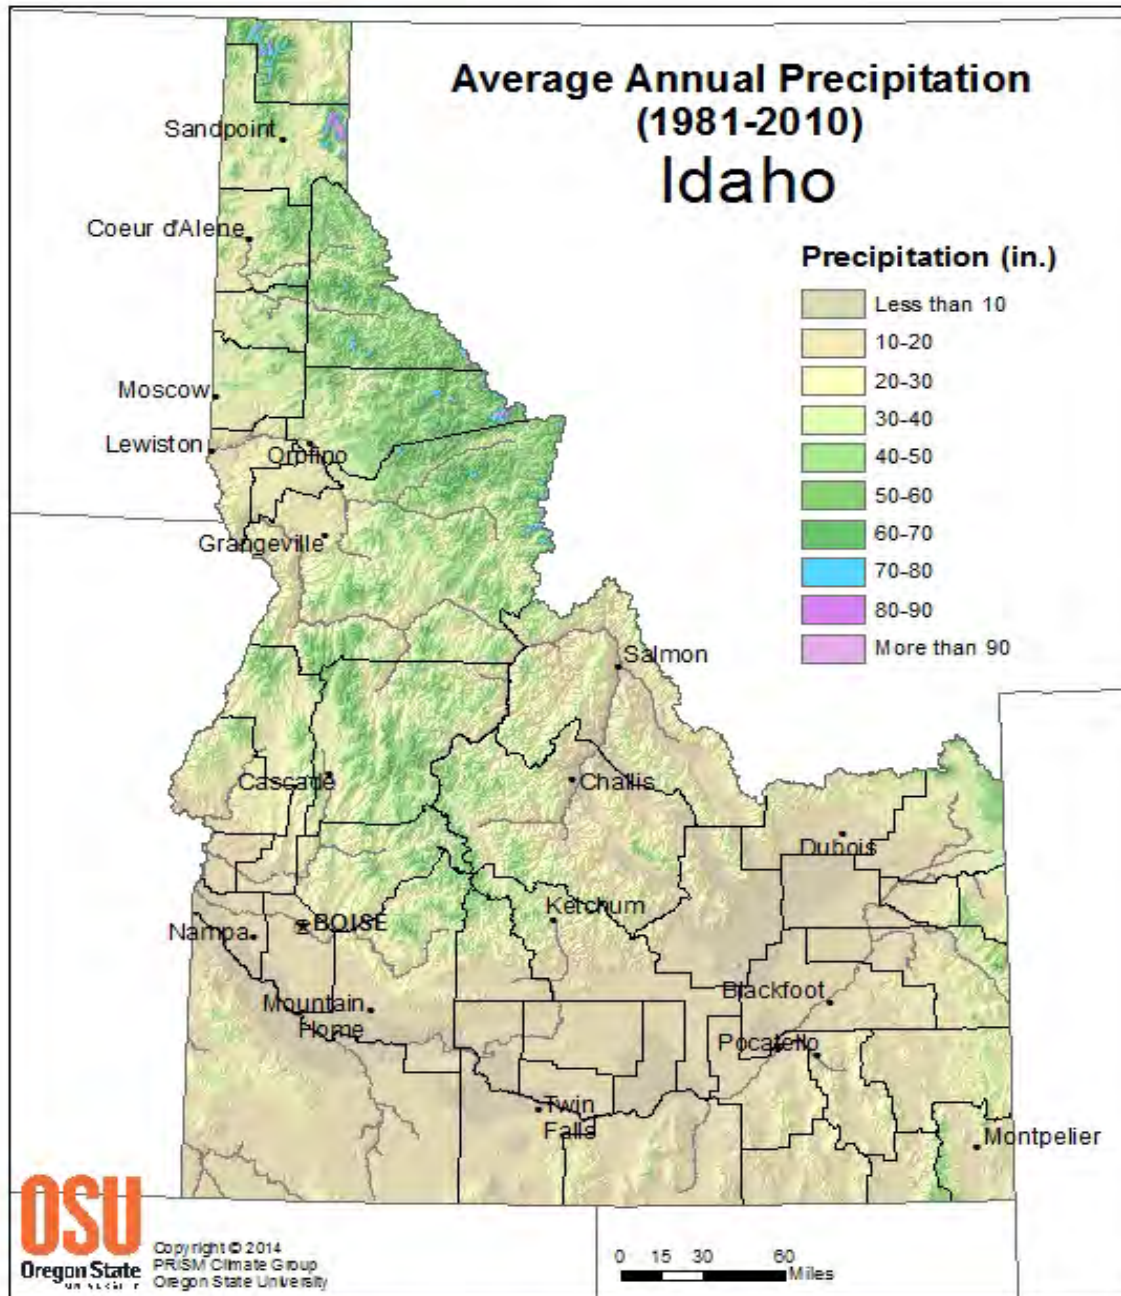 Average Annual Precipitation
(1981-2010)
Idaho
Precipitation (in.)
Less than 10
10-20
20-30
30-40
40-50
50-60
60-70
70-80
80-90
More than 90
Sandpoint
Coeur d'Alene
Moscow
Lewiston
Orofino
Grangeville
Salmon
Cascade
Challis
Dubois
Ketchum
BOISE
Nampa
Mountain
Home
Blackfoot
Pocatello
Twin
Falls
Montpelier
OSU
Oregon State
UNIVERSITY
Copyright © 2014
PRISM Climate Group
Oregon State University
0 15 30 60
Miles